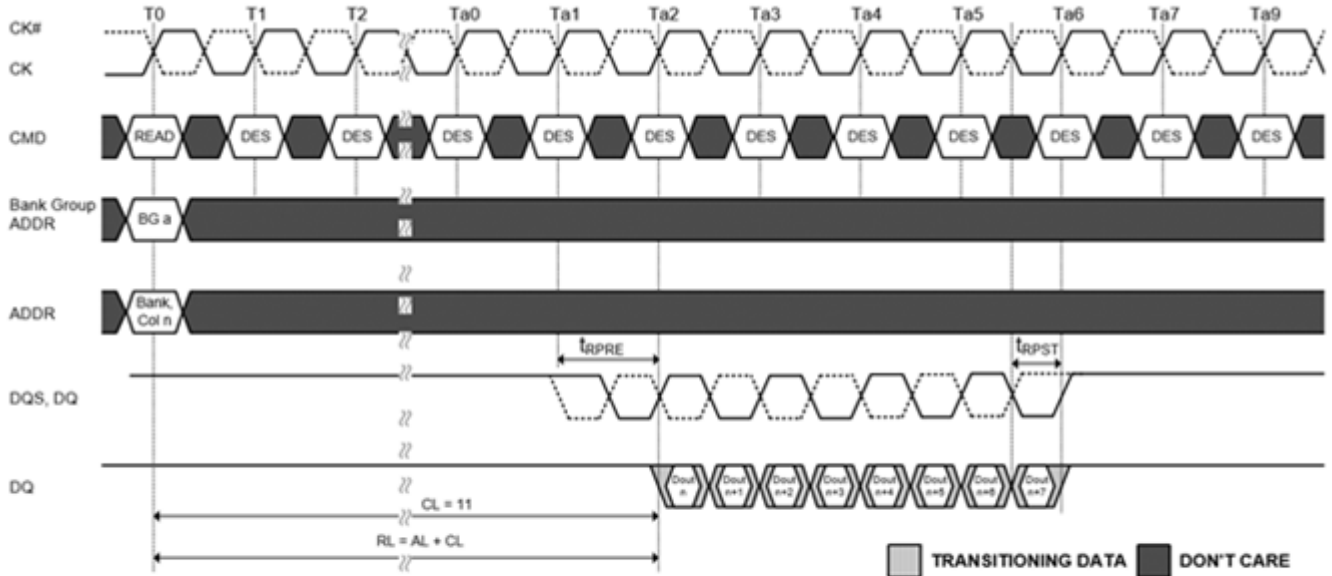 T0 T1 T2 Ta0 Ta1 Ta2 Ta3 Ta4 Ta5 Ta6 Ta7 Ta9
CK#
CK
CMD READ DES DES DES DES DES DES DES DES DES DES DES
Bank Group
ADDR
BG a
ADDR
Bank,
Col n
tRPRE
tRPST
DQS, DQ
DQ
Dout n Dout n+1 Dout n+2 Dout n+3 Dout n+4 Dout n+5 Dout n+6 Dout n+7
CL = 11
RL = AL + CL
TRANSITIONING DATA DON'T CARE